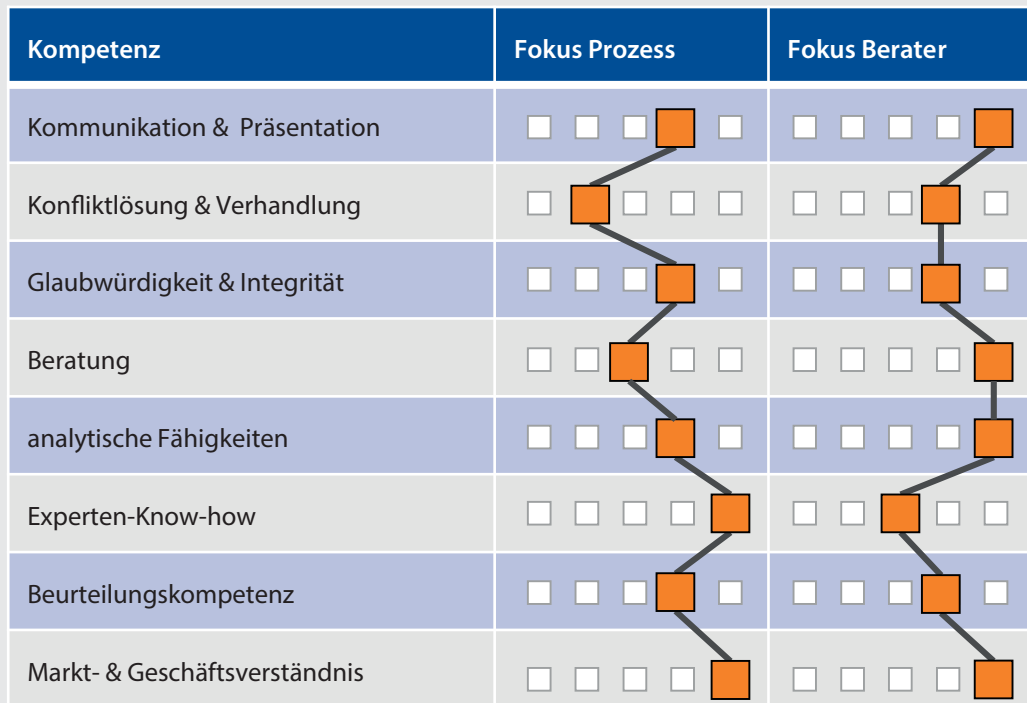 Kompetenz Fokus Prozess Fokus Berater
Kommunikation & Präsentation
Konfliktlösung & Verhandlung
Glaubwürdigkeit & Integrität
Beratung
analytische Fähigkeiten
Experten-Know-how
Beurteilungskompetenz
Markt- & Geschäftsverständnis